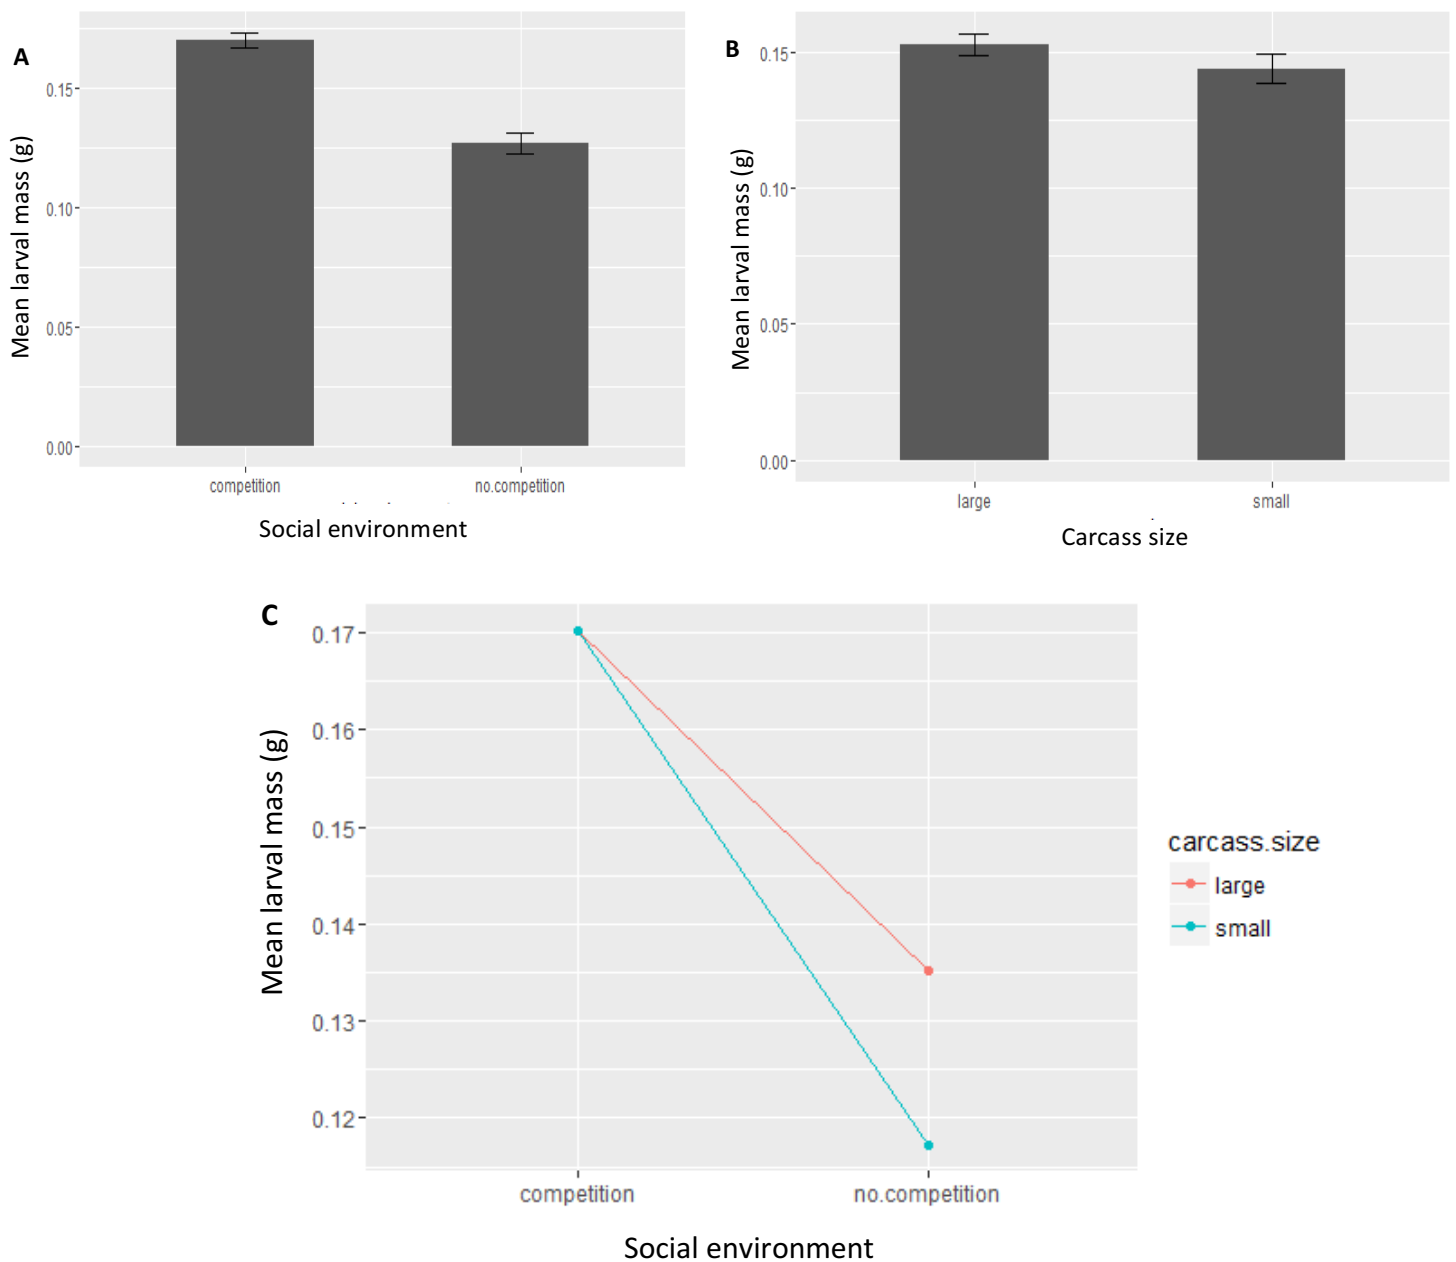 A
Mean larval mass (g)
0.15
0.10
0.05
0.00
competition no.competition
Social environment
B
Mean larval mass (g)
0.15
0.10
0.05
0.00
large small
Carcass size
C
Mean larval mass (g)
0.17
0.16
0.15
0.14
0.13
0.12
competition no.competition
Social environment
carcass.size
large
small